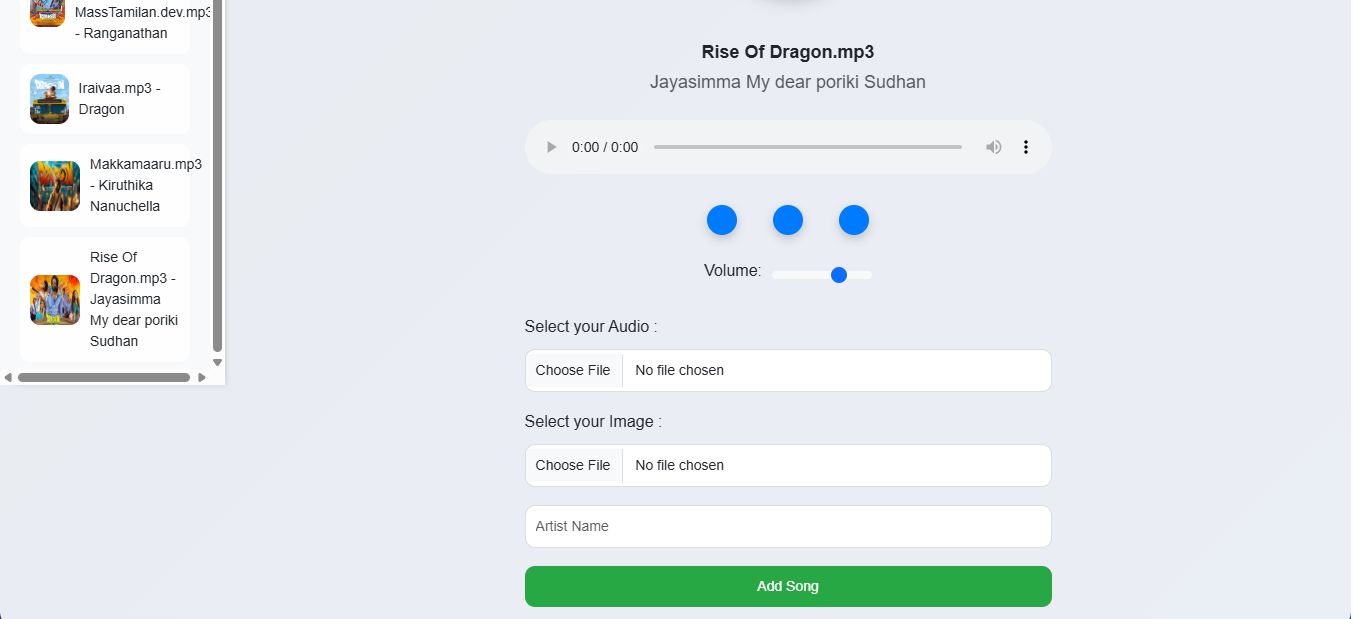 MassTamilan.dev.mp3
- Ranganathan
Iraivaa.mp3 -
Dragon
Makkamaaru.mp3
- Kiruthika
Nanuchella
Rise Of
Dragon.mp3 -
Jayasimma
My dear poriki
Sudhan
Rise Of Dragon.mp3
Jayasimma My dear poriki Sudhan
0:00 / 0:00
Volume:
Select your Audio :
Choose File No file chosen
Select your Image :
Choose File No file chosen
Artist Name
Add Song